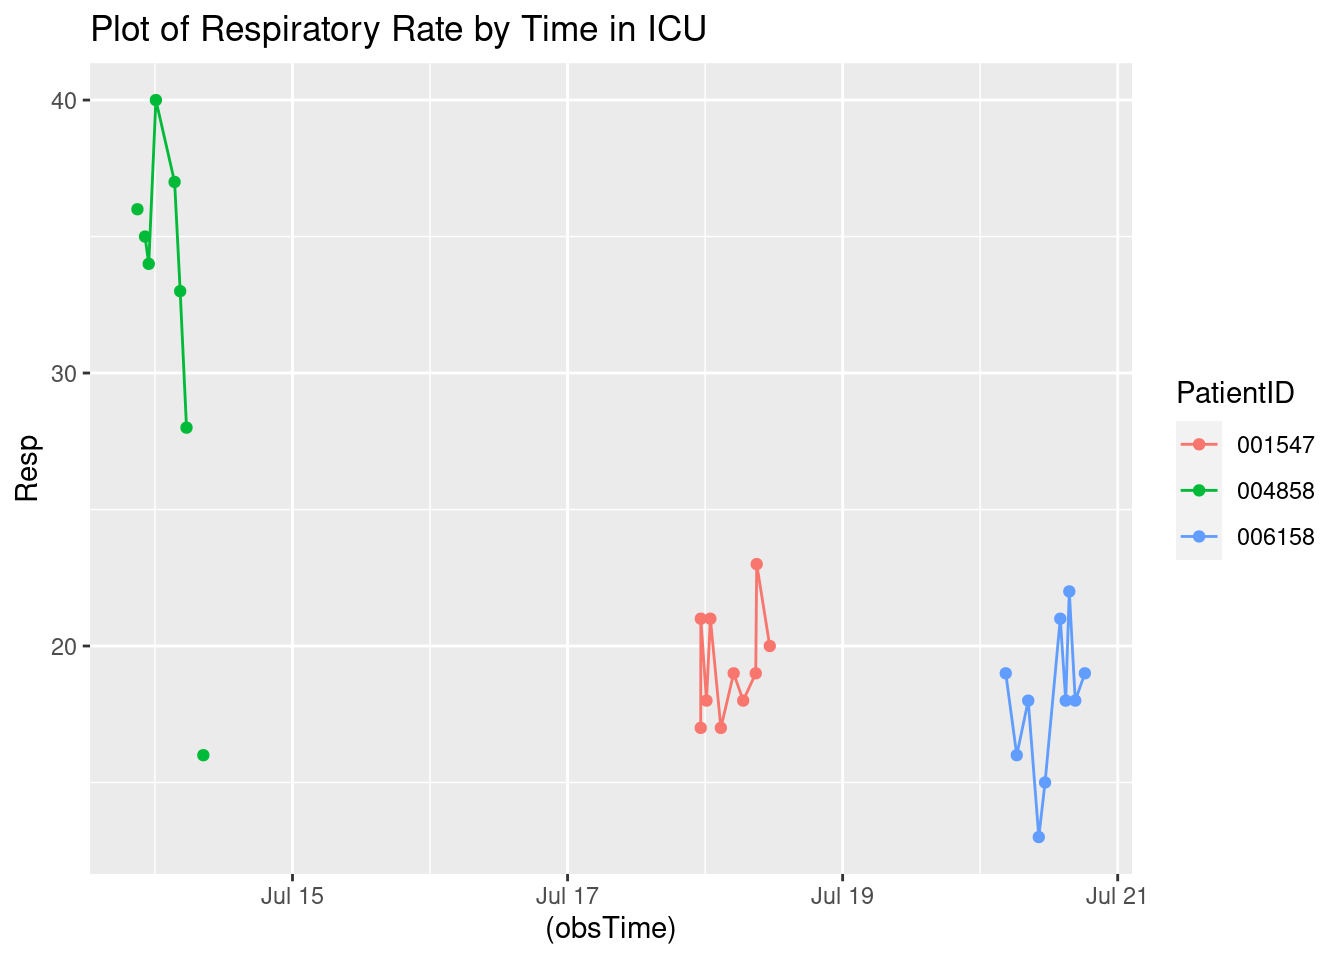 Plot of Respiratory Rate by Time in ICU
40
30
20
Resp
Jul 15
Jul 17
Jul 19
Jul 21
(obsTime)
PatientID
001547
004858
006158